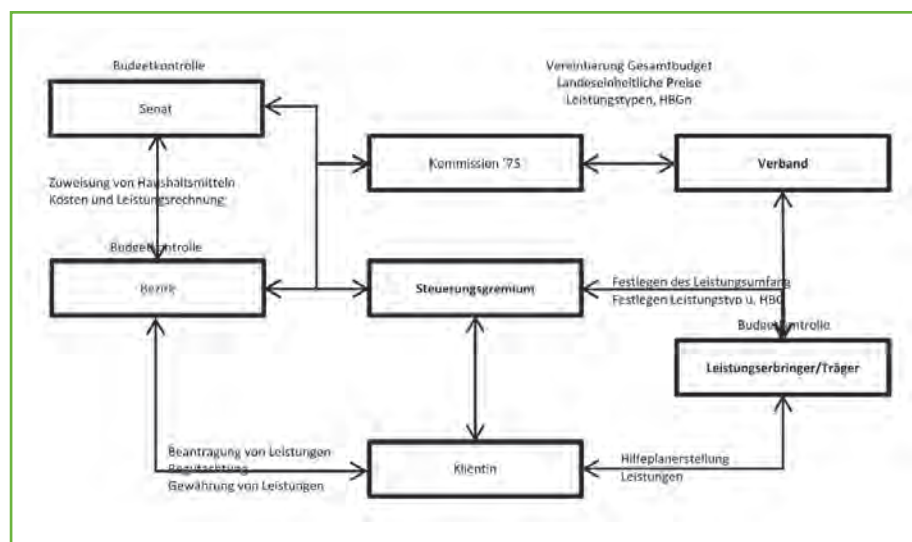 Budgetkontrolle
Senat
Vereinbarung Gesamtbudget
Landeseinheitliche Preise
Leistungstypen, HBGn
Kommission '75
Verband
Zuweisung von Haushaltsmitteln
Kosten und Leistungsrechnung
Budgetkontrolle
Bezirk
Steuerungsgremium
Festlegen des Leistungsumfang
Festlegen Leistungstyp u. HBG
Budgetkontrolle
Leistungserbringer/Träger
Beantragung von Leistungen
Begutachtung
Gewährung von Leistungen
Klientin
Hilfeplanerstellung
Leistungen